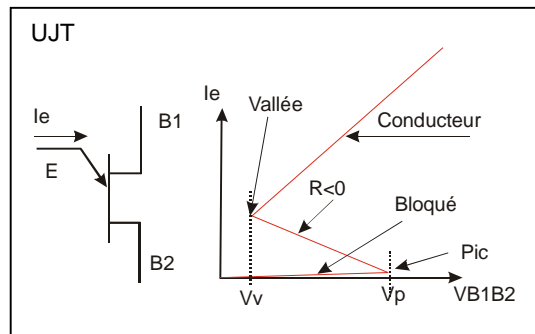 UJT
Ie
E
B1
B2
Ie
Vallée
Conducteur
R<0
Bloqué
Pic
Vv
Vp
VB1B2